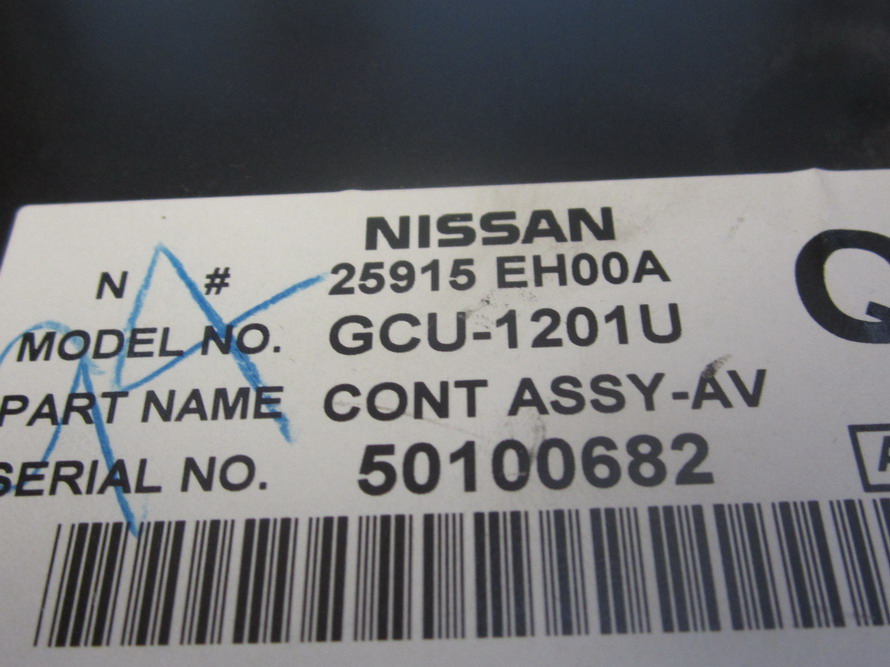 NISSAN
N # 25915 EH00A
MODEL NO. GCU-1201U
PART NAME CONT ASSY-AV
SERIAL NO. 50100682